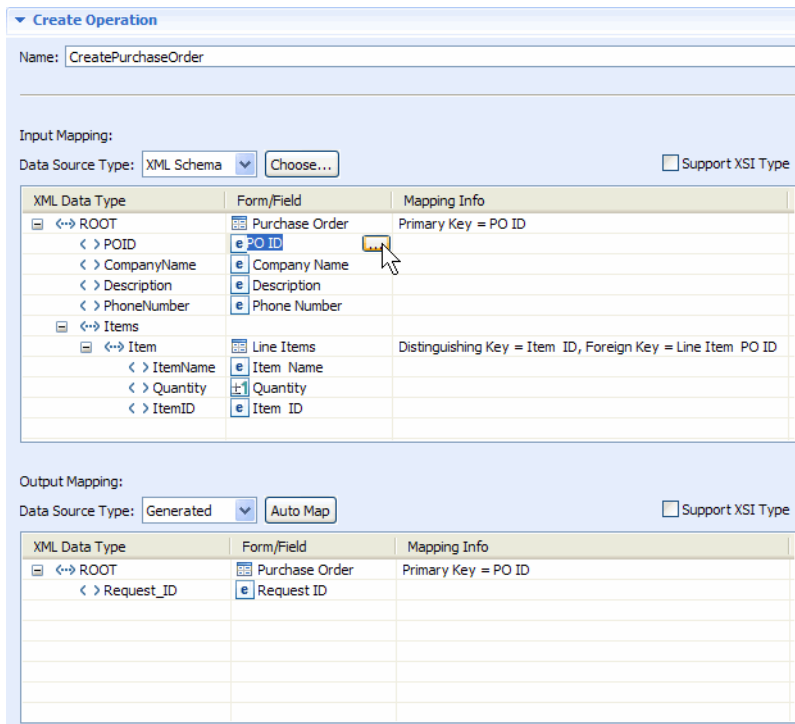 Create Operation
Name: CreatePurchaseOrder
Input Mapping:
Data Source Type: XML Schema Choose... Support XSI Type
XML Data Type Form/Field Mapping Info
ROOT Purchase Order Primary Key = PO ID
POID PO ID ...
CompanyName Company Name
Description Description
PhoneNumber Phone Number
Items
Item Line Items Distinguishing Key = Item ID, Foreign Key = Line Item PO ID
ItemName Item Name
Quantity ±1 Quantity
ItemID Item ID
Output Mapping:
Data Source Type: Generated Auto Map Support XSI Type
XML Data Type Form/Field Mapping Info
ROOT Purchase Order Primary Key = PO ID
Request_ID Request ID